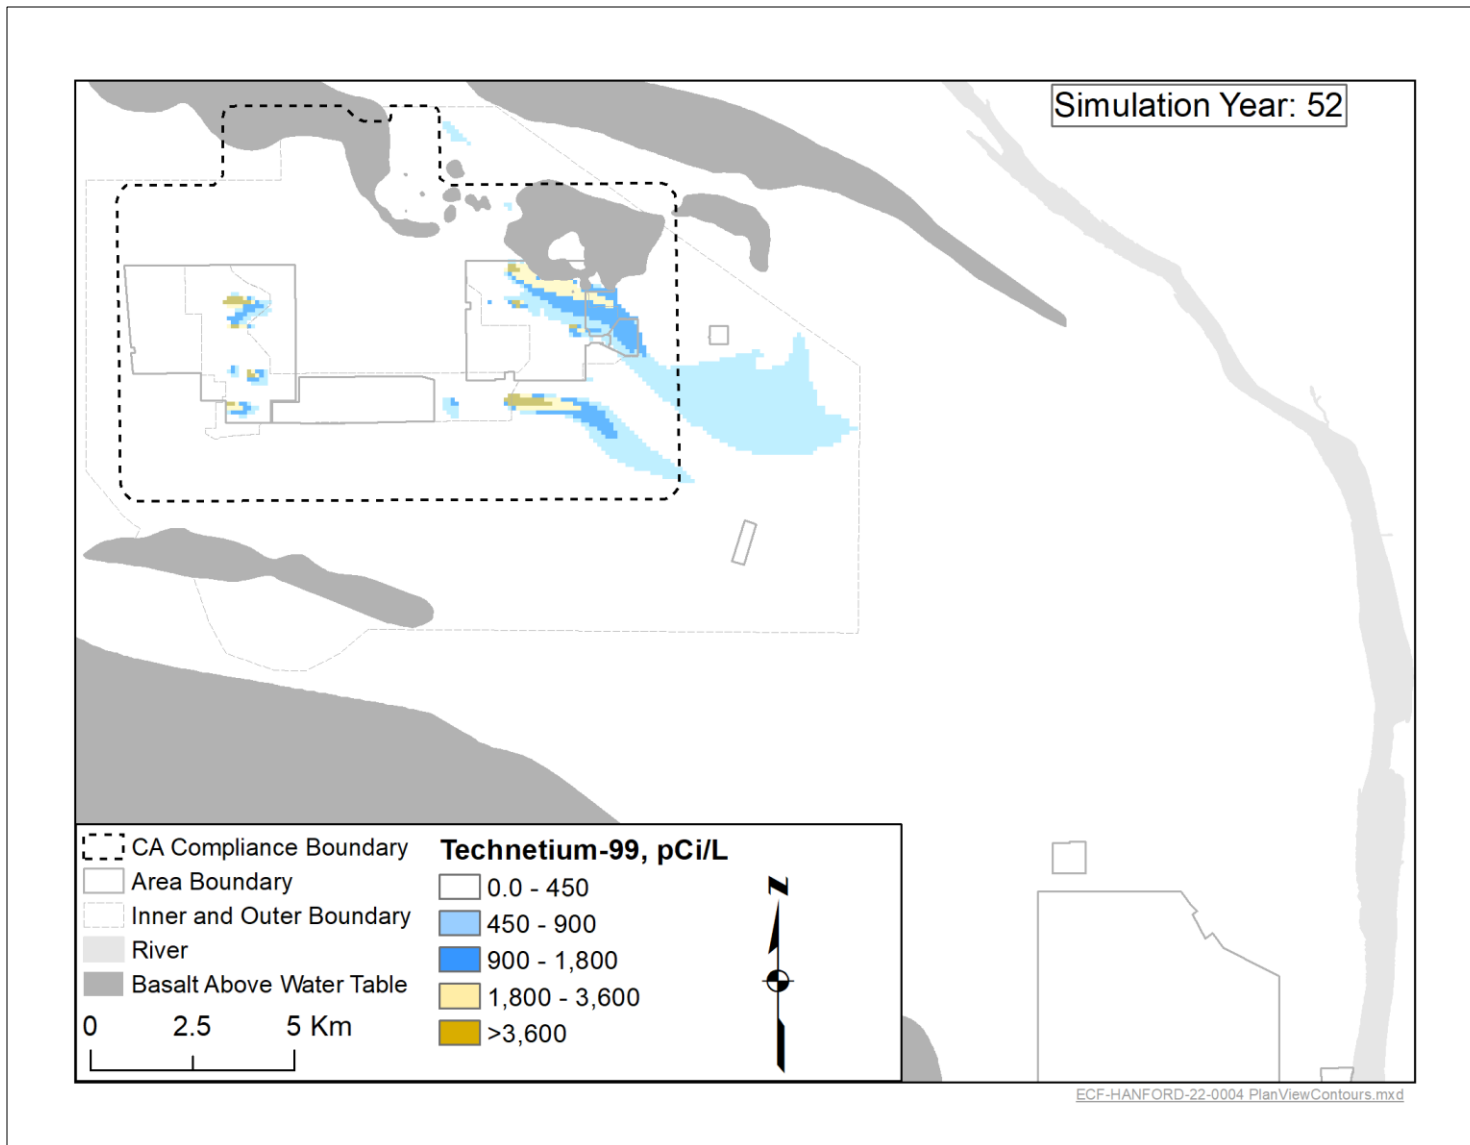 Simulation Year: 52
CA Compliance Boundary
Area Boundary
Inner and Outer Boundary
River
Basalt Above Water Table
0 2.5 5 Km
Technetium-99, pCi/L
0.0 - 450
450 - 900
900 - 1,800
1,800 - 3,600
>3,600
N
ECF-HANFORD-22-0004 PlanViewContours.mxd